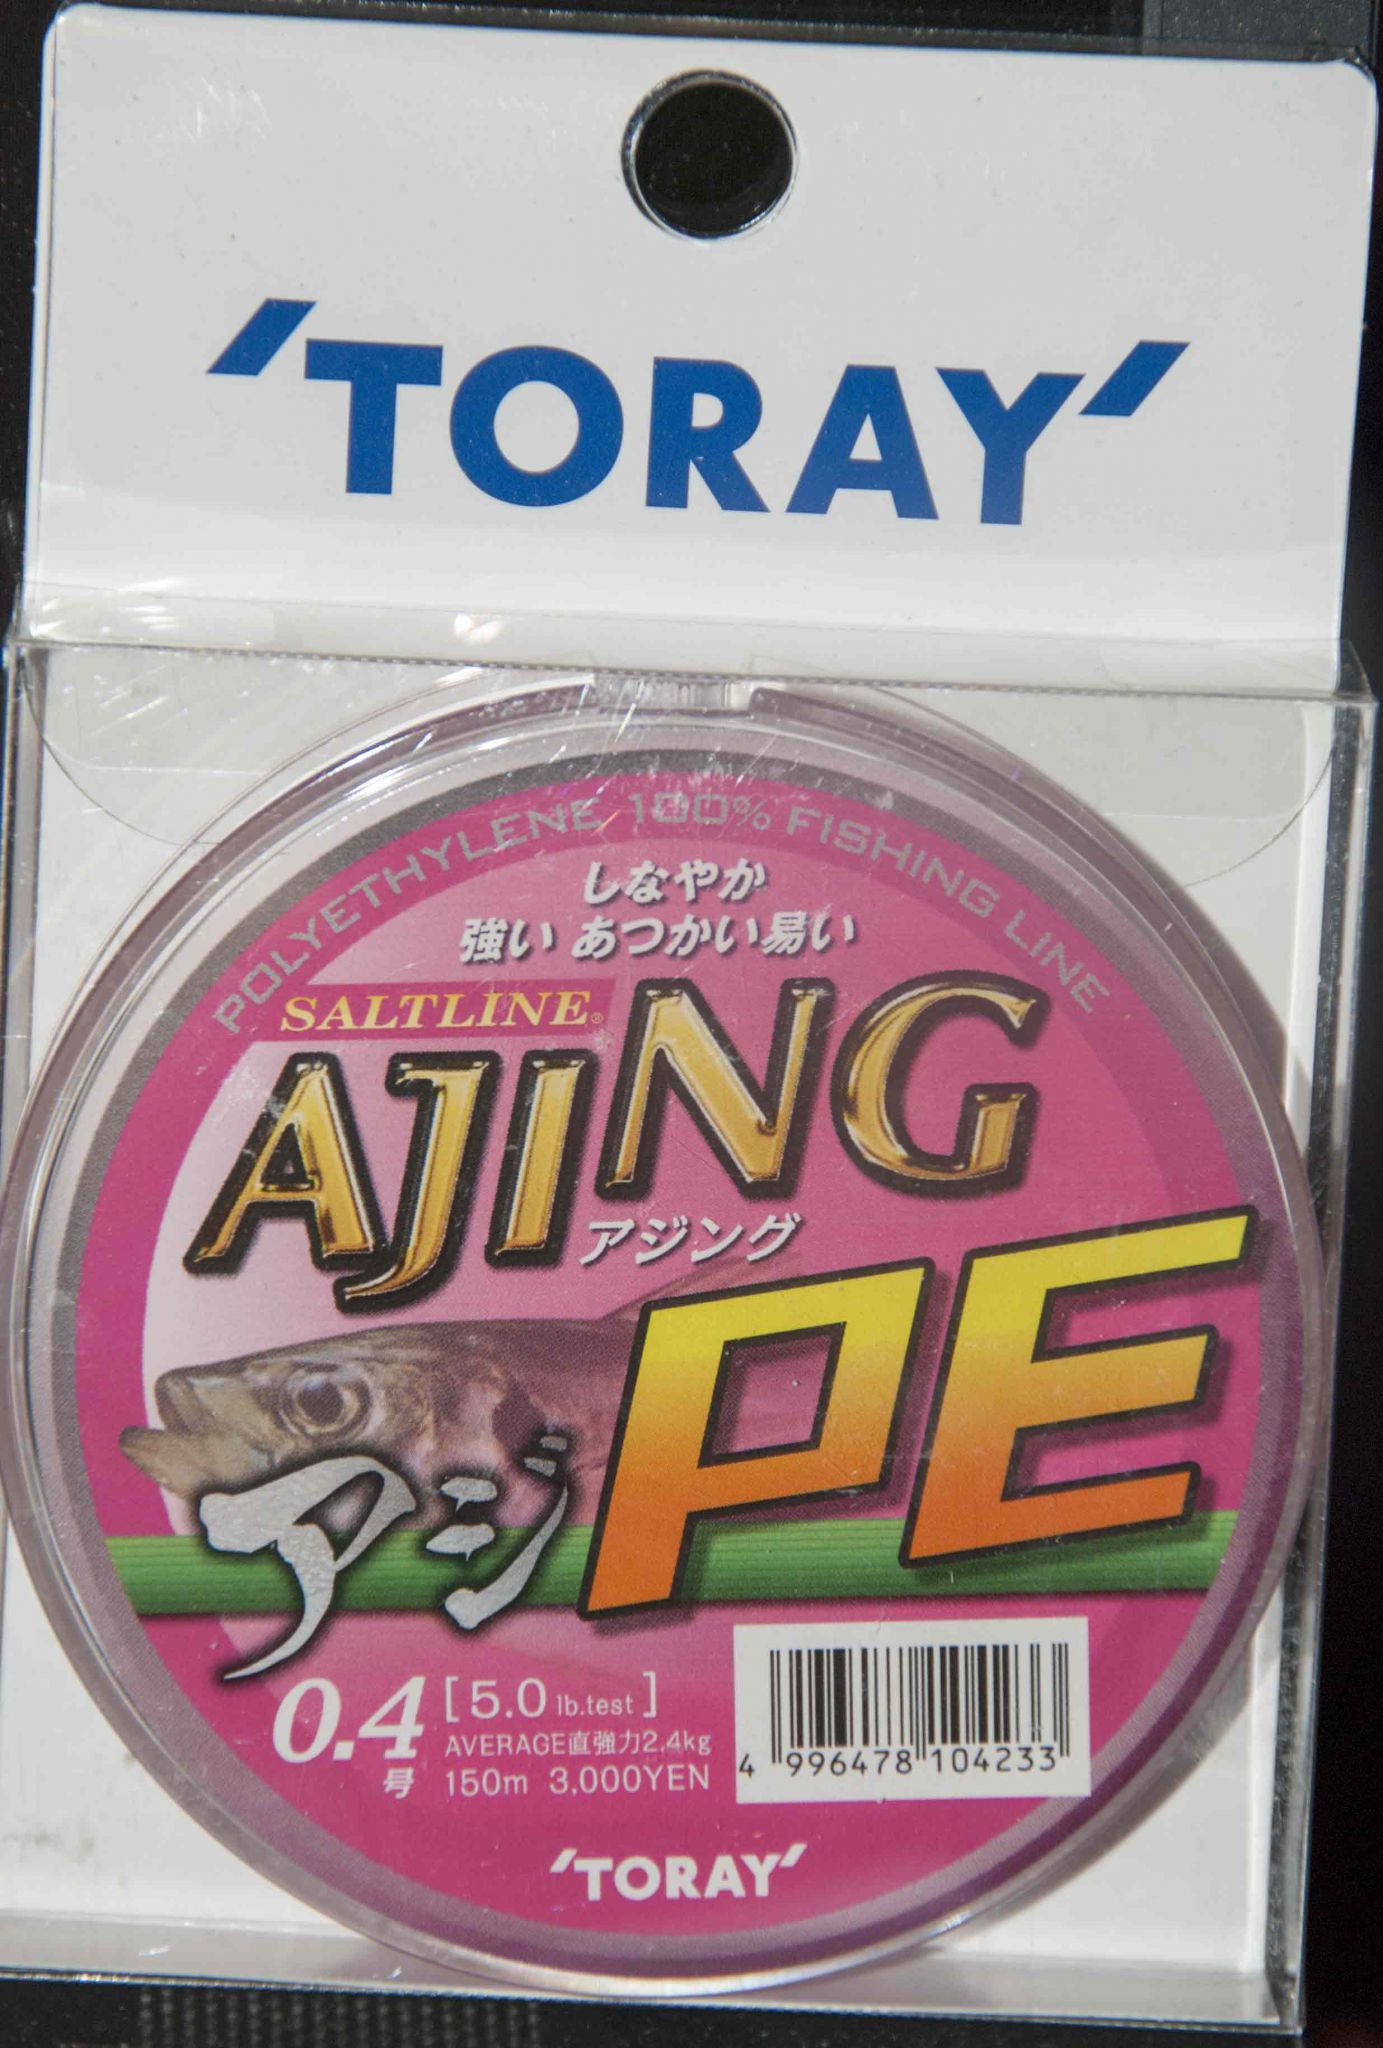 'TORAY'
POLYETHYLENE 100% FISHING LINE
しなやか
強い あつかい易い
SALTLINE®
AJING
アジング
PE
アジ
0.4 [5.0 lb.test]
AVERAGE直強力2.4kg
号 150m 3,000YEN
4 996478 104233
'TORAY'